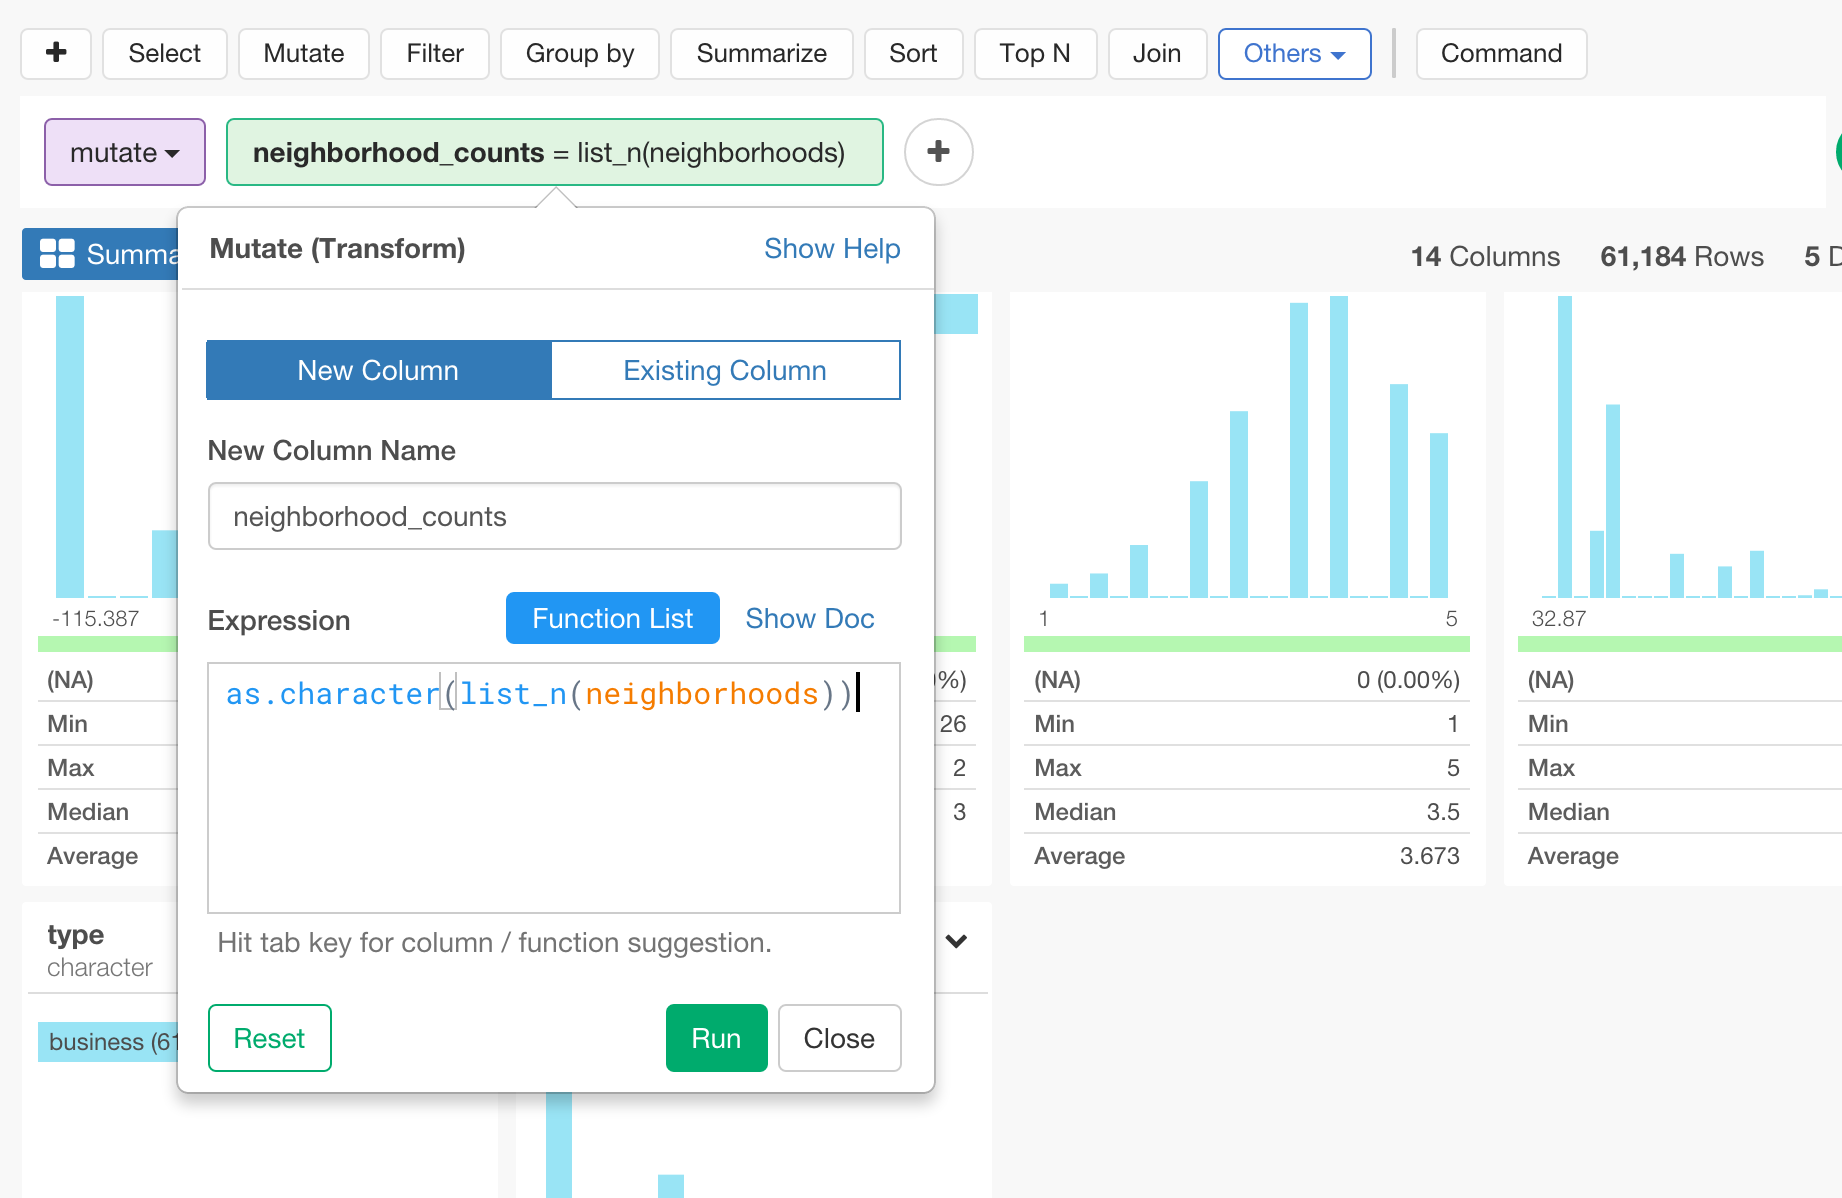 Select Mutate Filter Group by Summarize Sort Top N Join Others Command
mutate neighborhood_counts = list_n(neighborhoods)
Mutate (Transform) Show Help
14 Columns 61,184 Rows 5
New Column Existing Column
New Column Name
neighborhood_counts
-115.387 1 5 32.87
Expression Function List Show Doc
as.character(list_n(neighborhoods))
(NA) %) (NA) 0 (0.00%) (NA)
Min 26 Min 1 Min
Max 2 Max 5 Max
Median 3 Median 3.5 Median
Average Average 3.673 Average
type
character
Hit tab key for column / function suggestion.
business (61
Reset Run Close